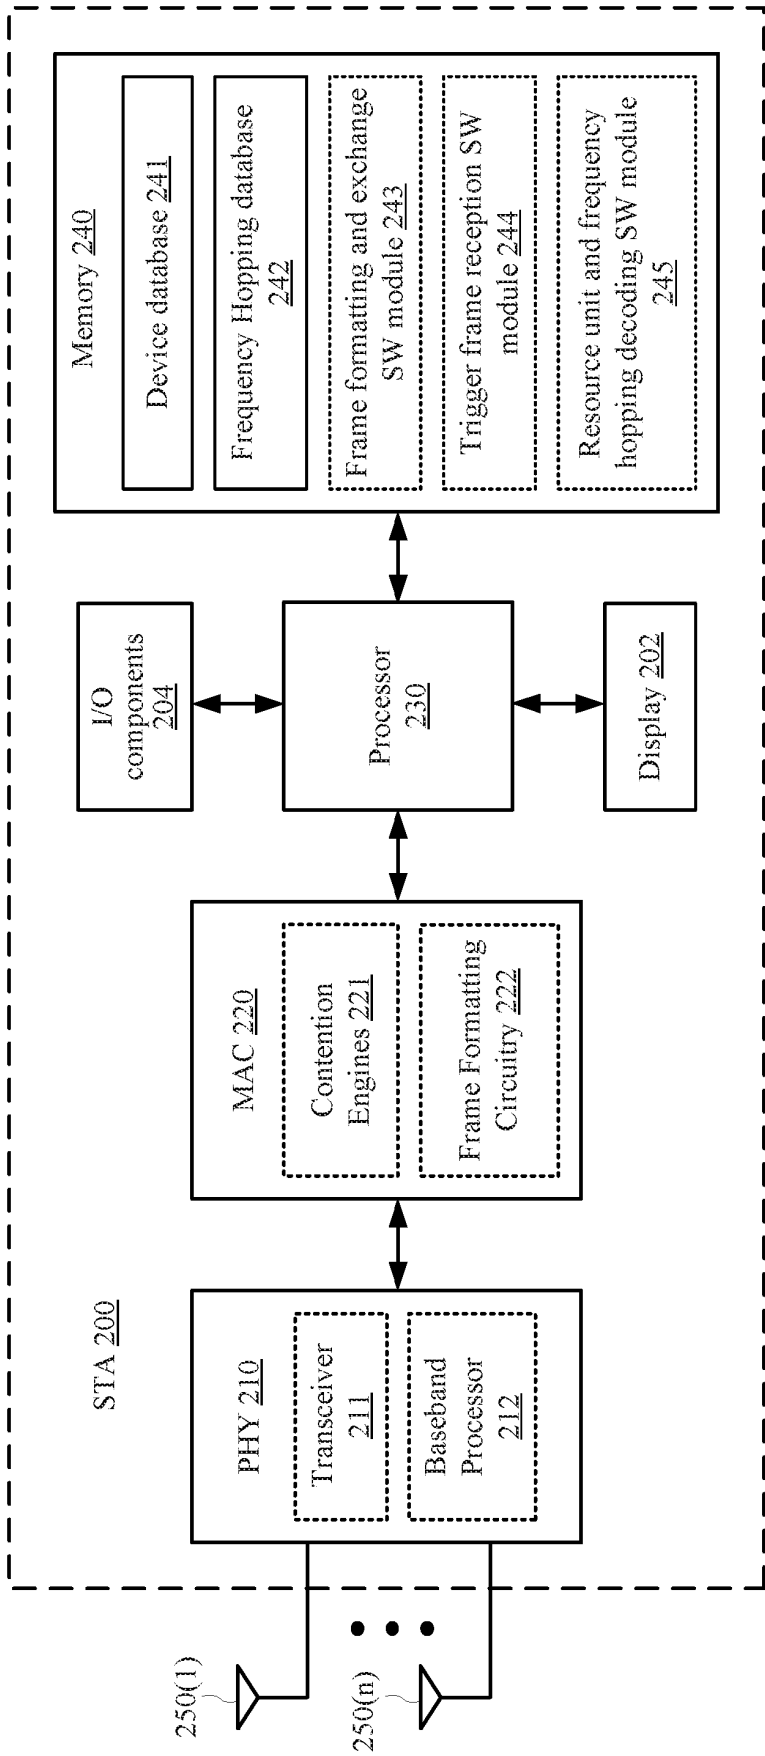 STA 200
250(1)
250(n)
PHY 210
Transceiver
211
Baseband
Processor
212
MAC 220
Contention
Engines 221
Frame Formatting
Circuitry 222
I/O
components
204
Processor
230
Display 202
Memory 240
Device database 241
Frequency Hopping database
242
Frame formatting and exchange
SW module 243
Trigger frame reception SW
module 244
Resource unit and frequency
hopping decoding SW module
245